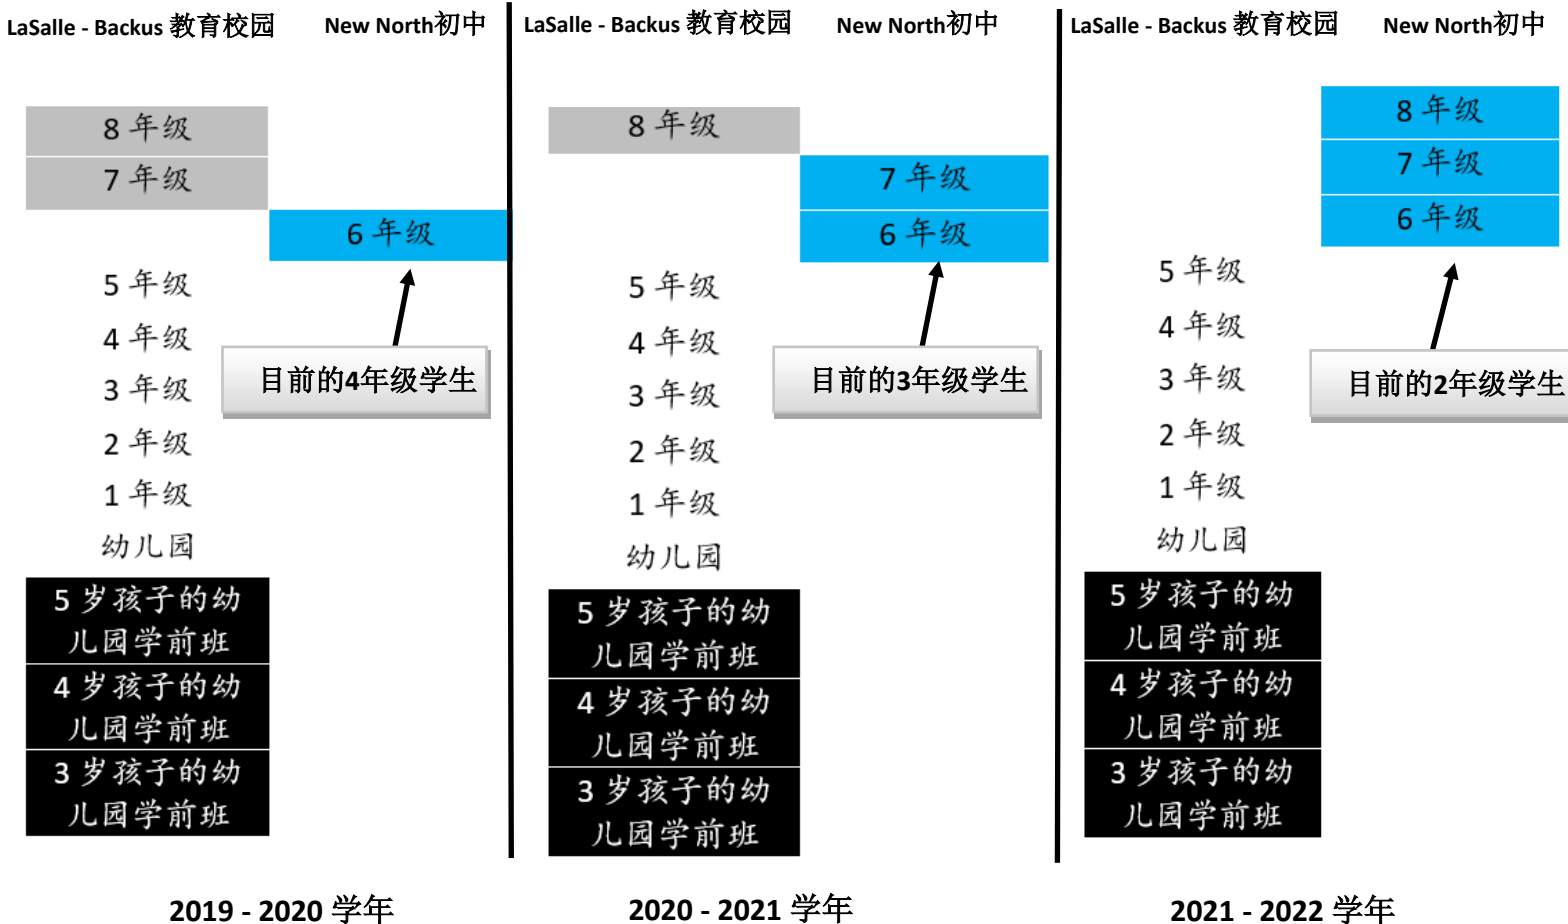 LaSalle - Backus 教育校园
New North初中
8 年级
7 年级
6 年级
5 年级
4 年级
目前的4年级学生
3 年级
2 年级
1 年级
幼儿园
5 岁孩子的幼
儿园学前班
4 岁孩子的幼
儿园学前班
3 岁孩子的幼
儿园学前班
2019 - 2020 学年
LaSalle - Backus 教育校园
New North初中
8 年级
7 年级
6 年级
5 年级
4 年级
目前的3年级学生
3 年级
2 年级
1 年级
幼儿园
5 岁孩子的幼
儿园学前班
4 岁孩子的幼
儿园学前班
3 岁孩子的幼
儿园学前班
2020 - 2021 学年
LaSalle - Backus 教育校园
New North初中
8 年级
7 年级
6 年级
5 年级
4 年级
3 年级
目前的2年级学生
2 年级
1 年级
幼儿园
5 岁孩子的幼
儿园学前班
4 岁孩子的幼
儿园学前班
3 岁孩子的幼
儿园学前班
2021 - 2022 学年